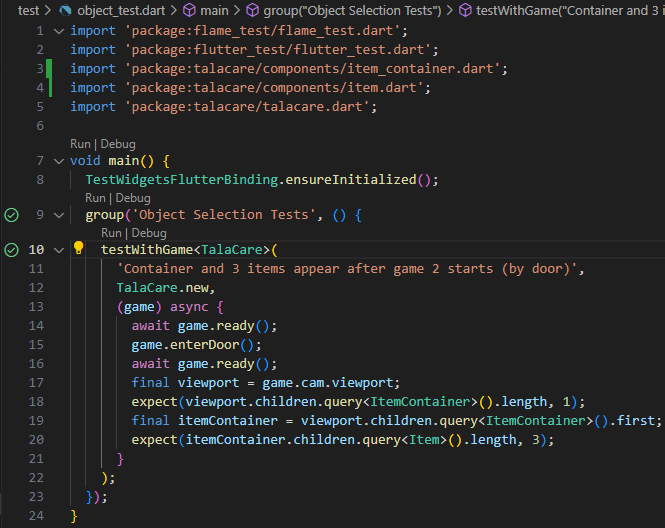 test > object_test.dart > main > group("Object Selection Tests") > testWithGame("Container and 3 i
1 import 'package:flame_test/flame_test.dart';
2 import 'package:flutter_test/flutter_test.dart';
3 import 'package:talacare/components/item_container.dart';
4 import 'package:talacare/components/item.dart';
5 import 'package:talacare/talacare.dart';
6
Run | Debug
7 void main() {
8 TestWidgetsFlutterBinding.ensureInitialized();
Run | Debug
9 group('Object Selection Tests', () {
Run | Debug
10 testWithGame<TalaCare>(
11 'Container and 3 items appear after game 2 starts (by door)',
12 TalaCare.new,
13 (game) async {
14 await game.ready();
15 game.enterDoor();
16 await game.ready();
17 final viewport = game.cam.viewport;
18 expect(viewport.children.query<ItemContainer>().length, 1);
19 final itemContainer = viewport.children.query<ItemContainer>().first;
20 expect(itemContainer.children.query<Item>().length, 3);
21 }
22 );
23 });
24 }